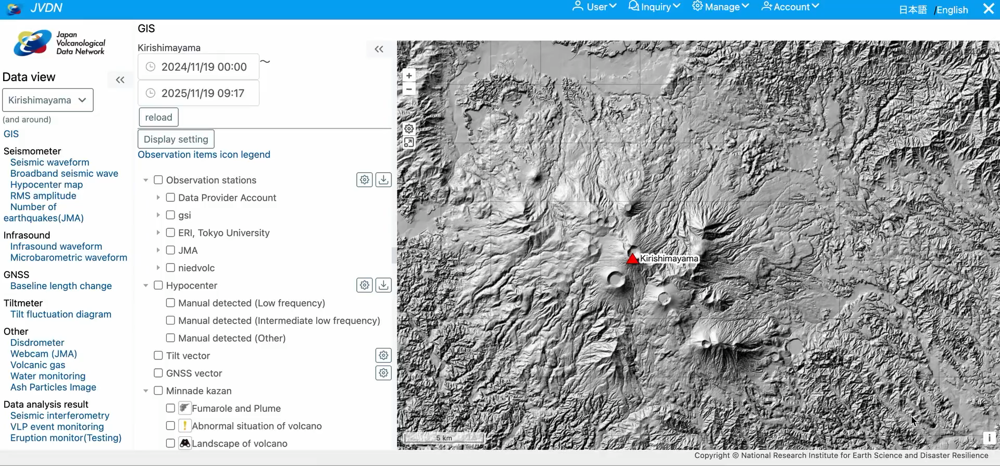 JVDN
User
Inquiry
Manage
Account
日本語 /English
Japan
Volcanological
Data Network
Data view
Kirishimayama
(and around)
GIS
Seismometer
Seismic waveform
Broadband seismic wave
Hypocenter map
RMS amplitude
Number of
earthquakes(JMA)
Infrasound
Infrasound waveform
Microbarometric waveform
GNSS
Baseline length change
Tiltmeter
Tilt fluctuation diagram
Other
Disdrometer
Webcam (JMA)
Volcanic gas
Water monitoring
Ash Particles Image
Data analysis result
Seismic interferometry
VLP event monitoring
Eruption monitor(Testing)
GIS
Kirishimayama
2024/11/19 00:00 ~
2025/11/19 09:17
reload
Display setting
Observation items icon legend
Observation stations
Data Provider Account
gsi
ERI, Tokyo University
JMA
niedvolc
Hypocenter
Manual detected (Low frequency)
Manual detected (Intermediate low frequency)
Manual detected (Other)
Tilt vector
GNSS vector
Minnade kazan
Fumarole and Plume
Abnormal situation of volcano
Landscape of volcano
+
−
Kirishimayama
5 km
i
Copyright © National Research Institute for Earth Science and Disaster Resilience